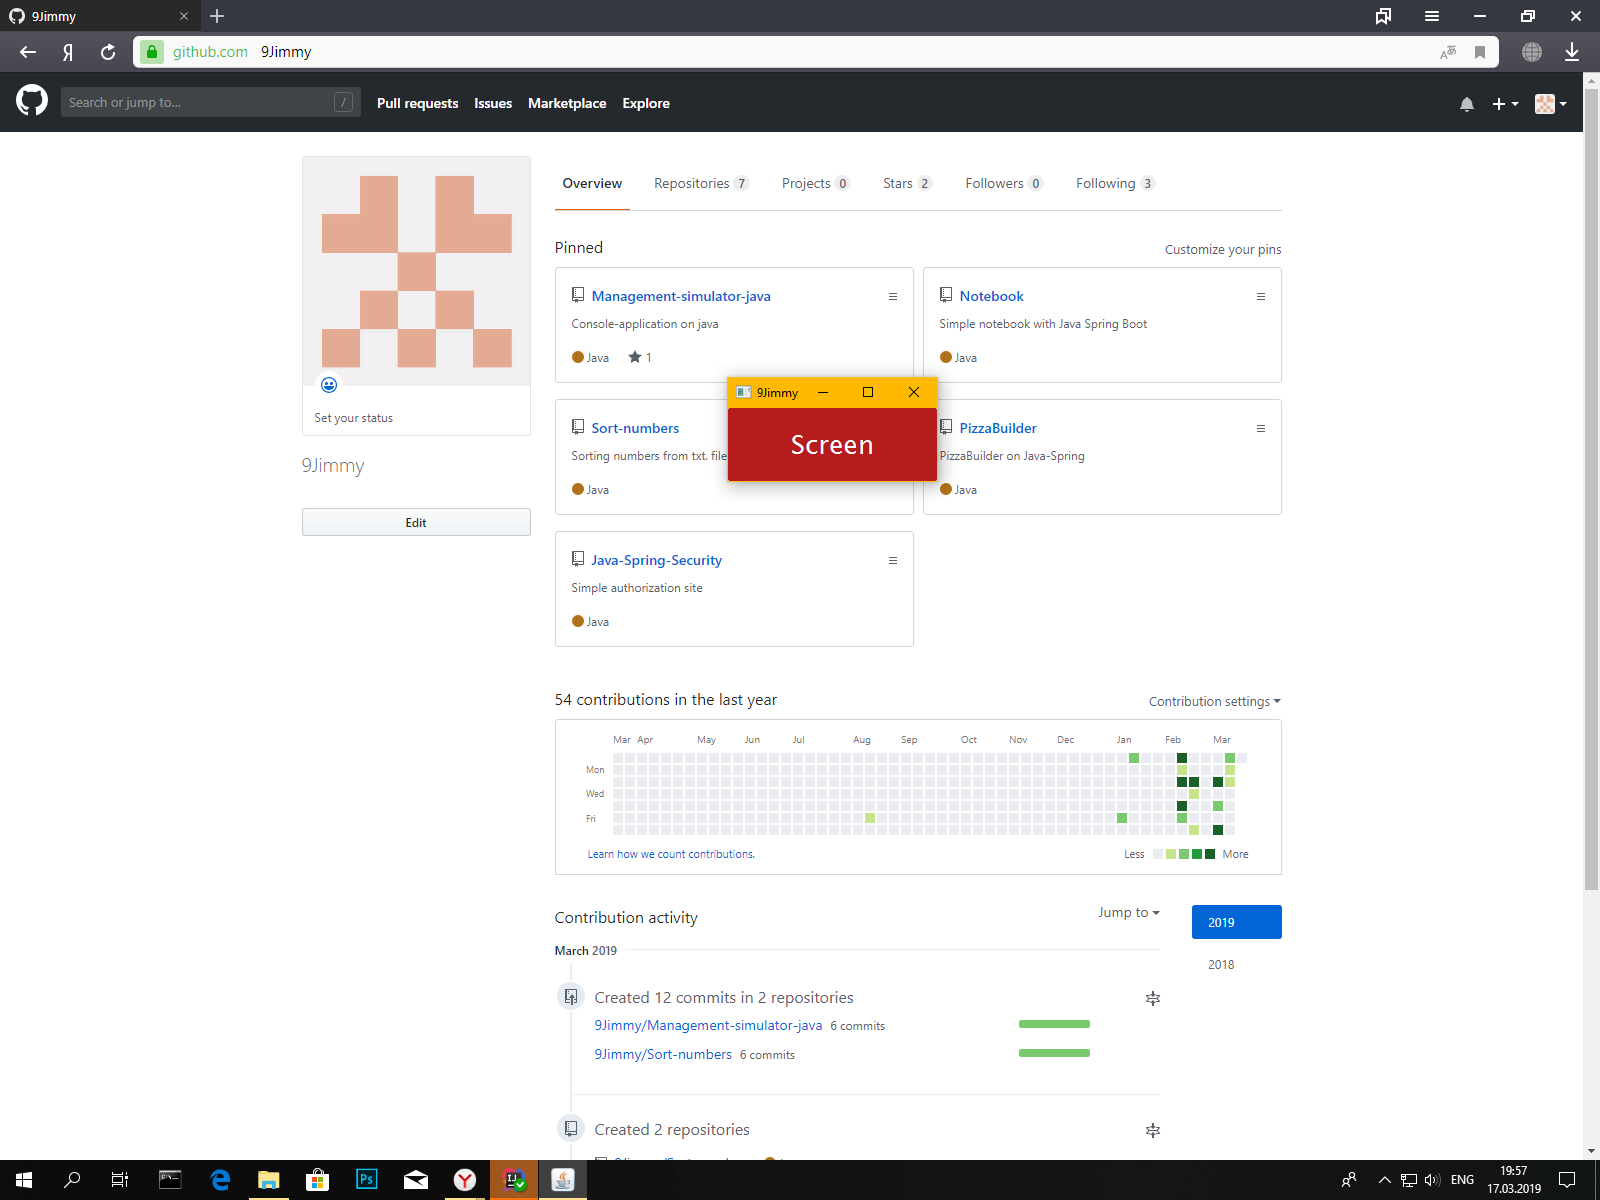 9Jimmy
Я
github.com 9Jimmy
Search or jump to... /
Pull requests Issues Marketplace Explore
Overview Repositories 7 Projects 0 Stars 2 Followers 0 Following 3
Set your status
9Jimmy
Edit
Pinned
Customize your pins
Management-simulator-java
Console-application on java
Java 1
Notebook
Simple notebook with Java Spring Boot
Java
9Jimmy
Screen
Sort-numbers
Sorting numbers from txt. file
Java
PizzaBuilder
PizzaBuilder on Java-Spring
Java
Java-Spring-Security
Simple authorization site
Java
54 contributions in the last year
Contribution settings
Mar Apr May Jun Jul Aug Sep Oct Nov Dec Jan Feb Mar
Mon
Wed
Fri
Learn how we count contributions.
Less More
Contribution activity
Jump to
2019
2018
March 2019
Created 12 commits in 2 repositories
9Jimmy/Management-simulator-java 6 commits
9Jimmy/Sort-numbers 6 commits
Created 2 repositories
Ps
IJ
ENG
19:57
17.03.2019